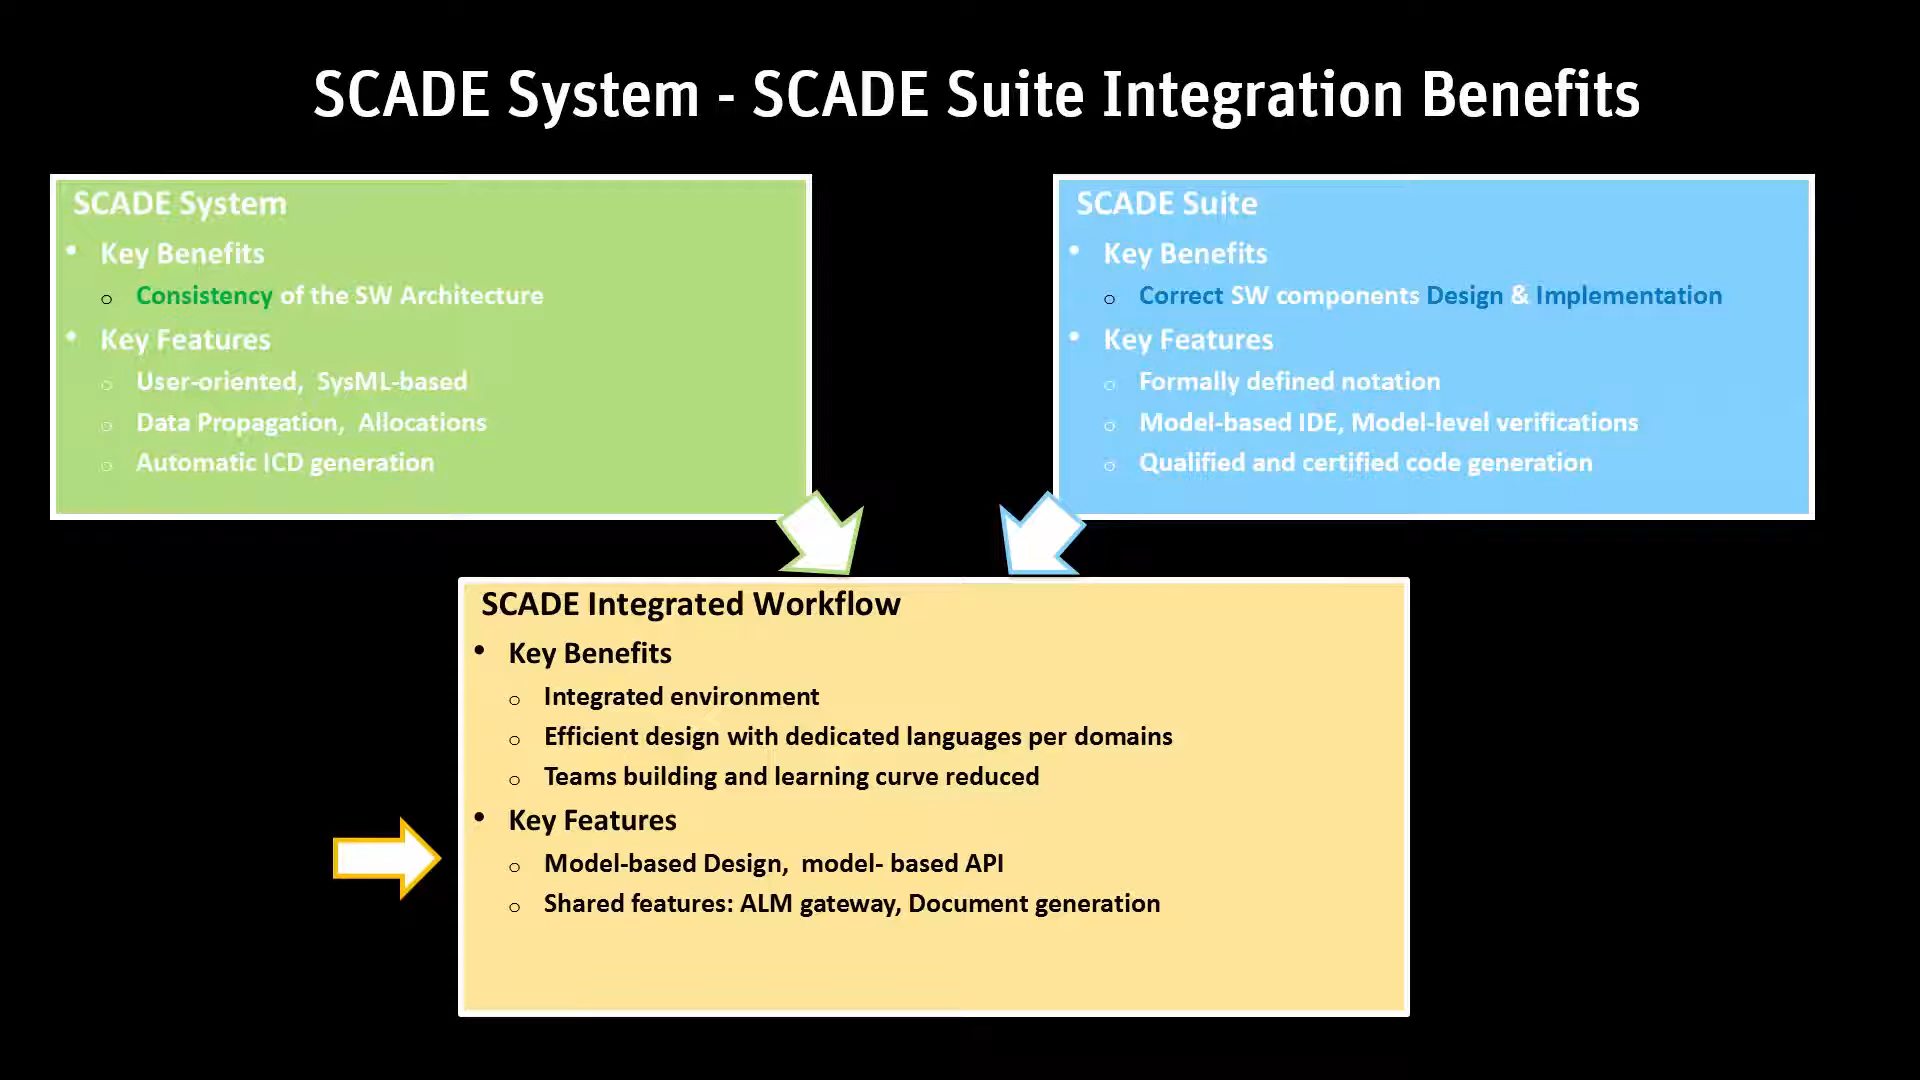 SCADE System - SCADE Suite Integration Benefits
SCADE System
• Key Benefits
o Consistency of the SW Architecture
• Key Features
o User-oriented, SysML-based
o Data Propagation, Allocations
o Automatic ICD generation
SCADE Suite
• Key Benefits
o Correct SW components Design & Implementation
• Key Features
o Formally defined notation
o Model-based IDE, Model-level verifications
o Qualified and certified code generation
SCADE Integrated Workflow
• Key Benefits
o Integrated environment
o Efficient design with dedicated languages per domains
o Teams building and learning curve reduced
• Key Features
o Model-based Design, model- based API
o Shared features: ALM gateway, Document generation